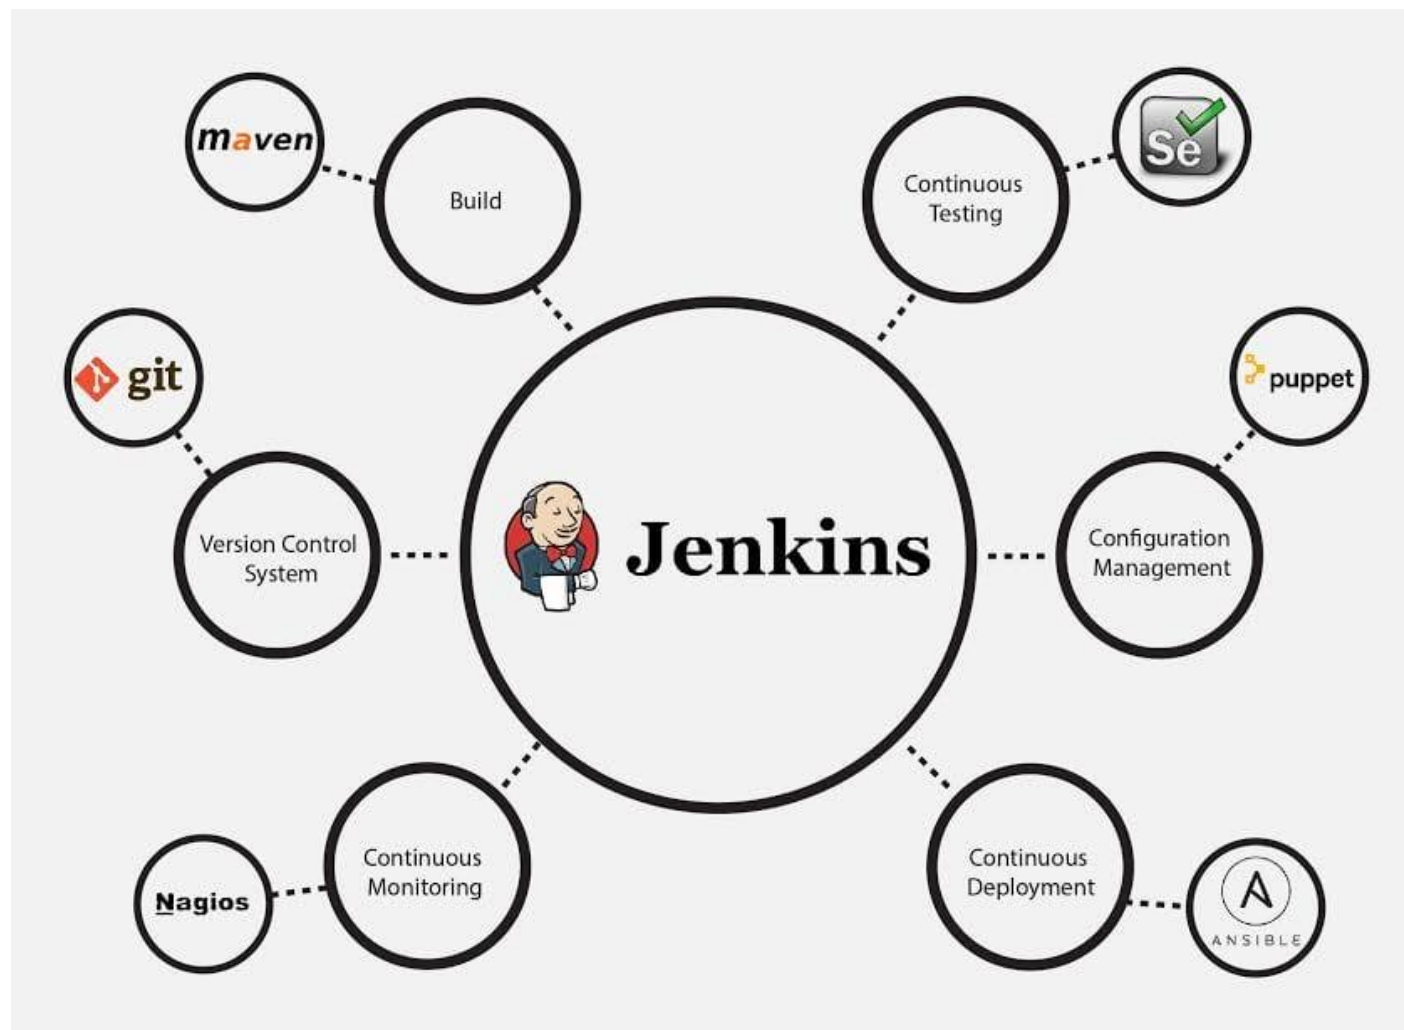 maven
Build
Continuous
Testing
Se
git
Version Control
System
Jenkins
puppet
Configuration
Management
Continuous
Monitoring
Nagios
Continuous
Deployment
ANSIBLE